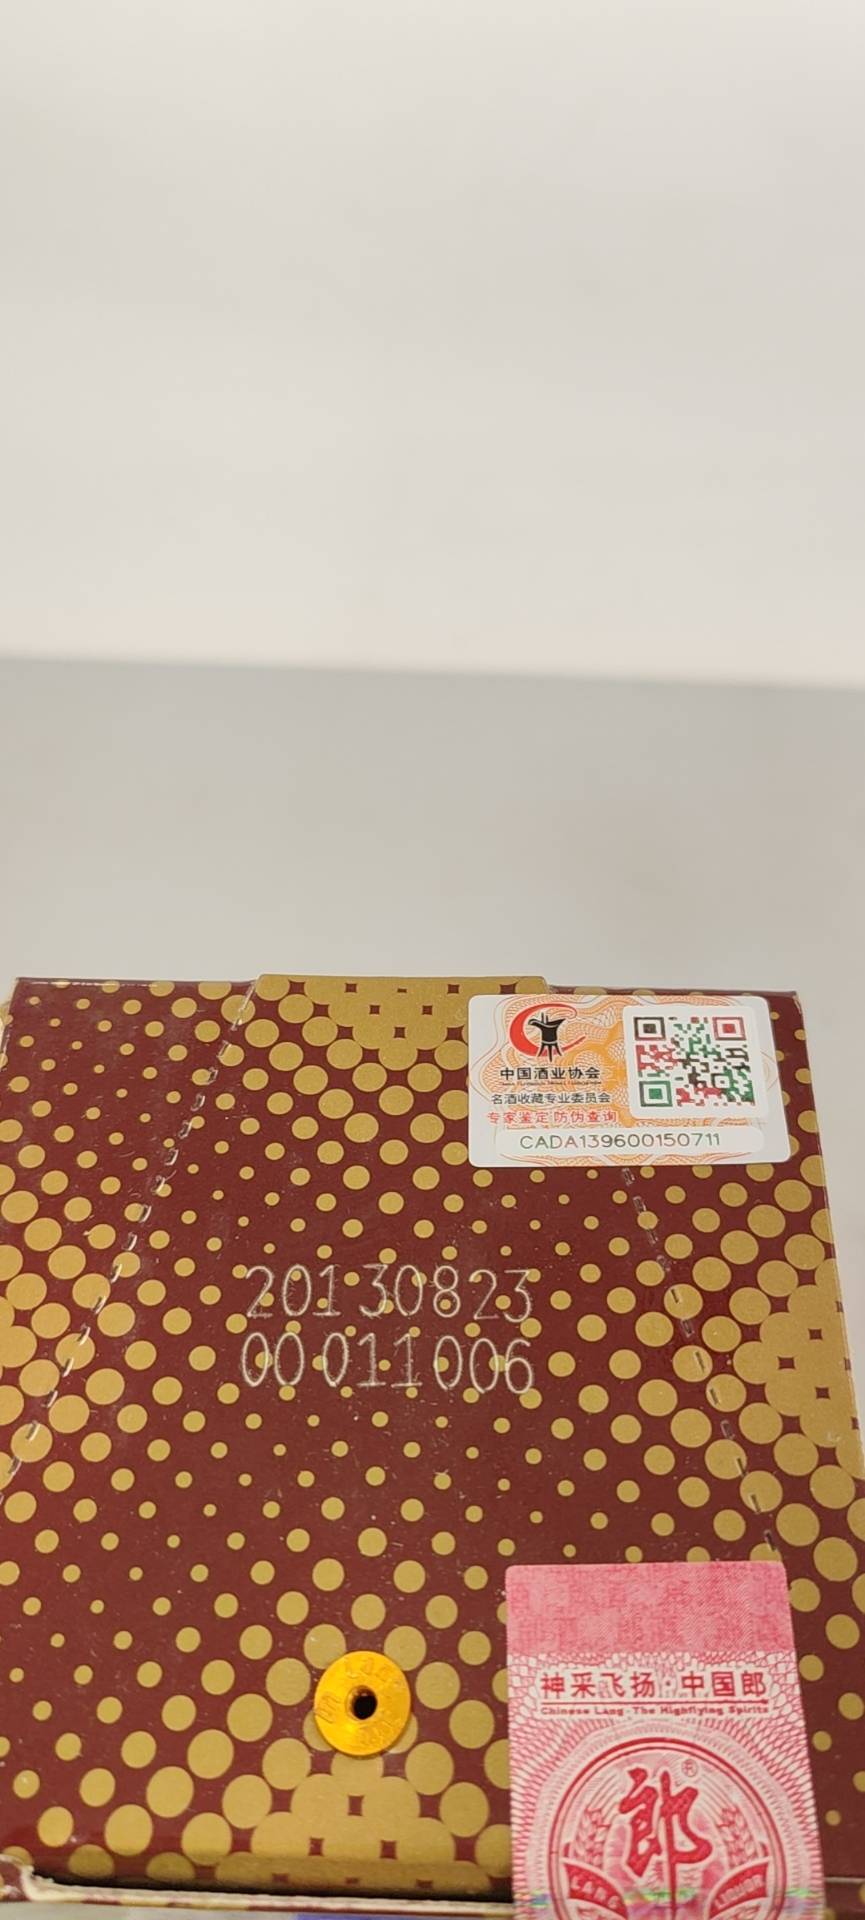 中国酒业协会
名酒收藏专业委员会
专家鉴定 防伪查询
CADA139600150711
20130823
00011006
神采飞扬·中国郎
Chinese Lang·The Highflying Spirits
郎®
LANG LIQUOR